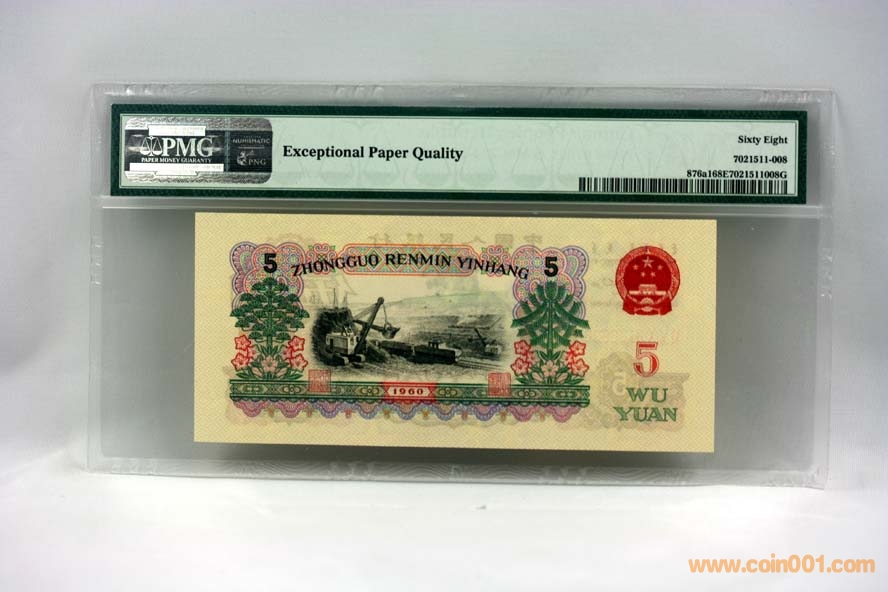 PMG
PAPER MONEY GUARANTY
NUMISMATIC
PNG
Exceptional Paper Quality
Sixty Eight
7021511-008
876a168E7021511008G
5
ZHONGGUO RENMIN YINHANG
5
5
1960
WU
YUAN
www.coin001.com